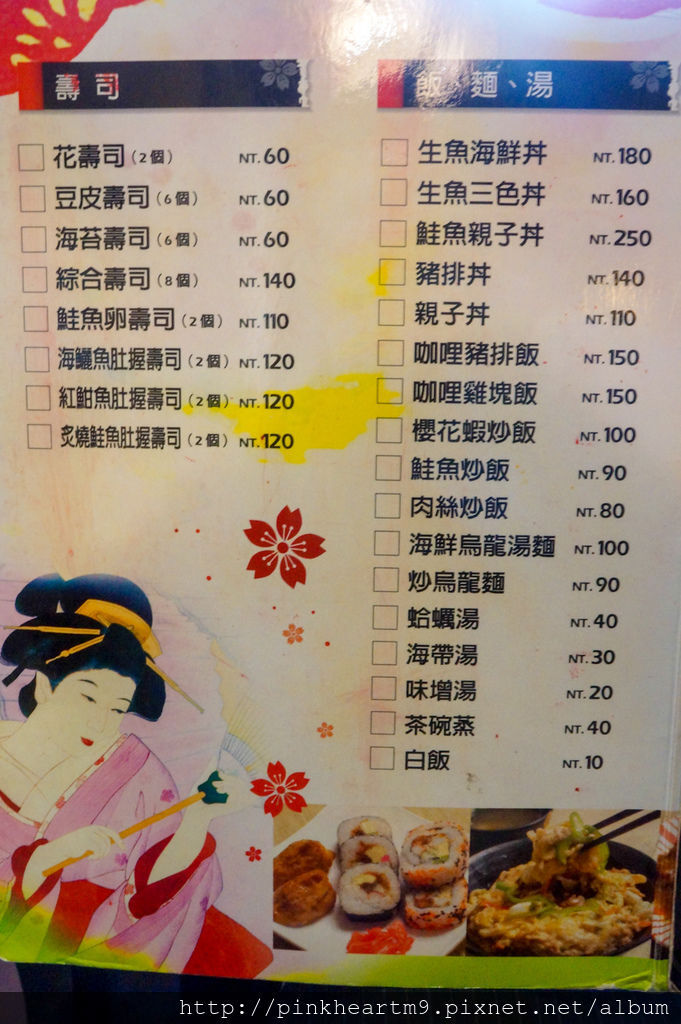 壽司
花壽司(2個) NT.60
豆皮壽司(6個) NT.60
海苔壽司(6個) NT.60
綜合壽司(8個) NT.140
鮭魚卵壽司(2個) NT.110
海鱺魚肚握壽司(2個) NT.120
紅魽魚肚握壽司(2個) NT.120
炙燒鮭魚肚握壽司(2個) NT.120
飯、麵、湯
生魚海鮮丼 NT.180
生魚三色丼 NT.160
鮭魚親子丼 NT.250
豬排丼 NT.140
親子丼 NT.110
咖哩豬排飯 NT.150
咖哩雞塊飯 NT.150
櫻花蝦炒飯 NT.100
鮭魚炒飯 NT.90
肉絲炒飯 NT.80
海鮮烏龍湯麵 NT.100
炒烏龍麵 NT.90
蛤蠣湯 NT.40
海帶湯 NT.30
味增湯 NT.20
茶碗蒸 NT.40
白飯 NT.10
http://pinkheartm9.pixnet.net/album